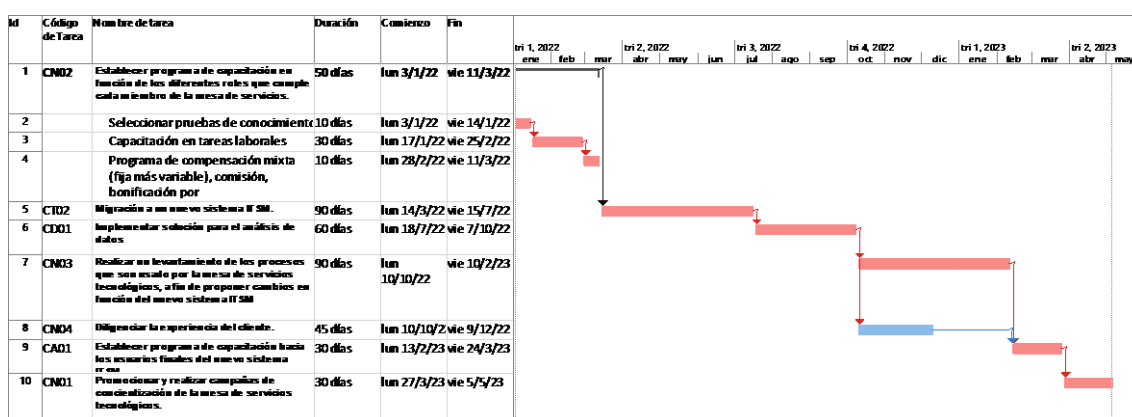 Id Código de Tarea Nombre de tarea Duración Comienzo Fin
tri 1, 2022 tri 2, 2022 tri 3, 2022 tri 4, 2022 tri 1, 2023 tri 2, 2023
ene feb mar abr may jun jul ago sep oct nov dic ene feb mar abr may
1 CN02 Establecer programa de capacitación en 50 días lun 3/1/22 vie 11/3/22
función de los diferentes roles que cumple
cada miembro de la mesa de servicios.
2 Seleccionar pruebas de conocimient 10 días lun 3/1/22 vie 14/1/22
3 Capacitación en tareas laborales 30 días lun 17/1/22 vie 25/2/22
4 Programa de compensación mixta 10 días lun 28/2/22 vie 11/3/22
(fija más variable), comisión,
bonificación por
5 CT02 Migración a un nuevo sistema ITSM. 90 días lun 14/3/22 vie 15/7/22
6 CD01 Implementar solución para el análisis de 60 días lun 18/7/22 vie 7/10/22
datos
7 CN03 Realizar un levantamiento de los procesos 90 días lun vie 10/2/23
que son usado por la mesa de servicios 10/10/22
tecnológicos, a fin de proponer cambios en
función del nuevo sistema ITSM
8 CN04 Diligenciar la experiencia del cliente. 45 días lun 10/10/2 vie 9/12/22
9 CA01 Establecer programa de capacitación hacia 30 días lun 13/2/23 vie 24/3/23
los usuarios finales del nuevo sistema
ITSM
10 CN01 Promocionar y realizar campañas de 30 días lun 27/3/23 vie 5/5/23
concientización de la mesa de servicios
tecnológicos.